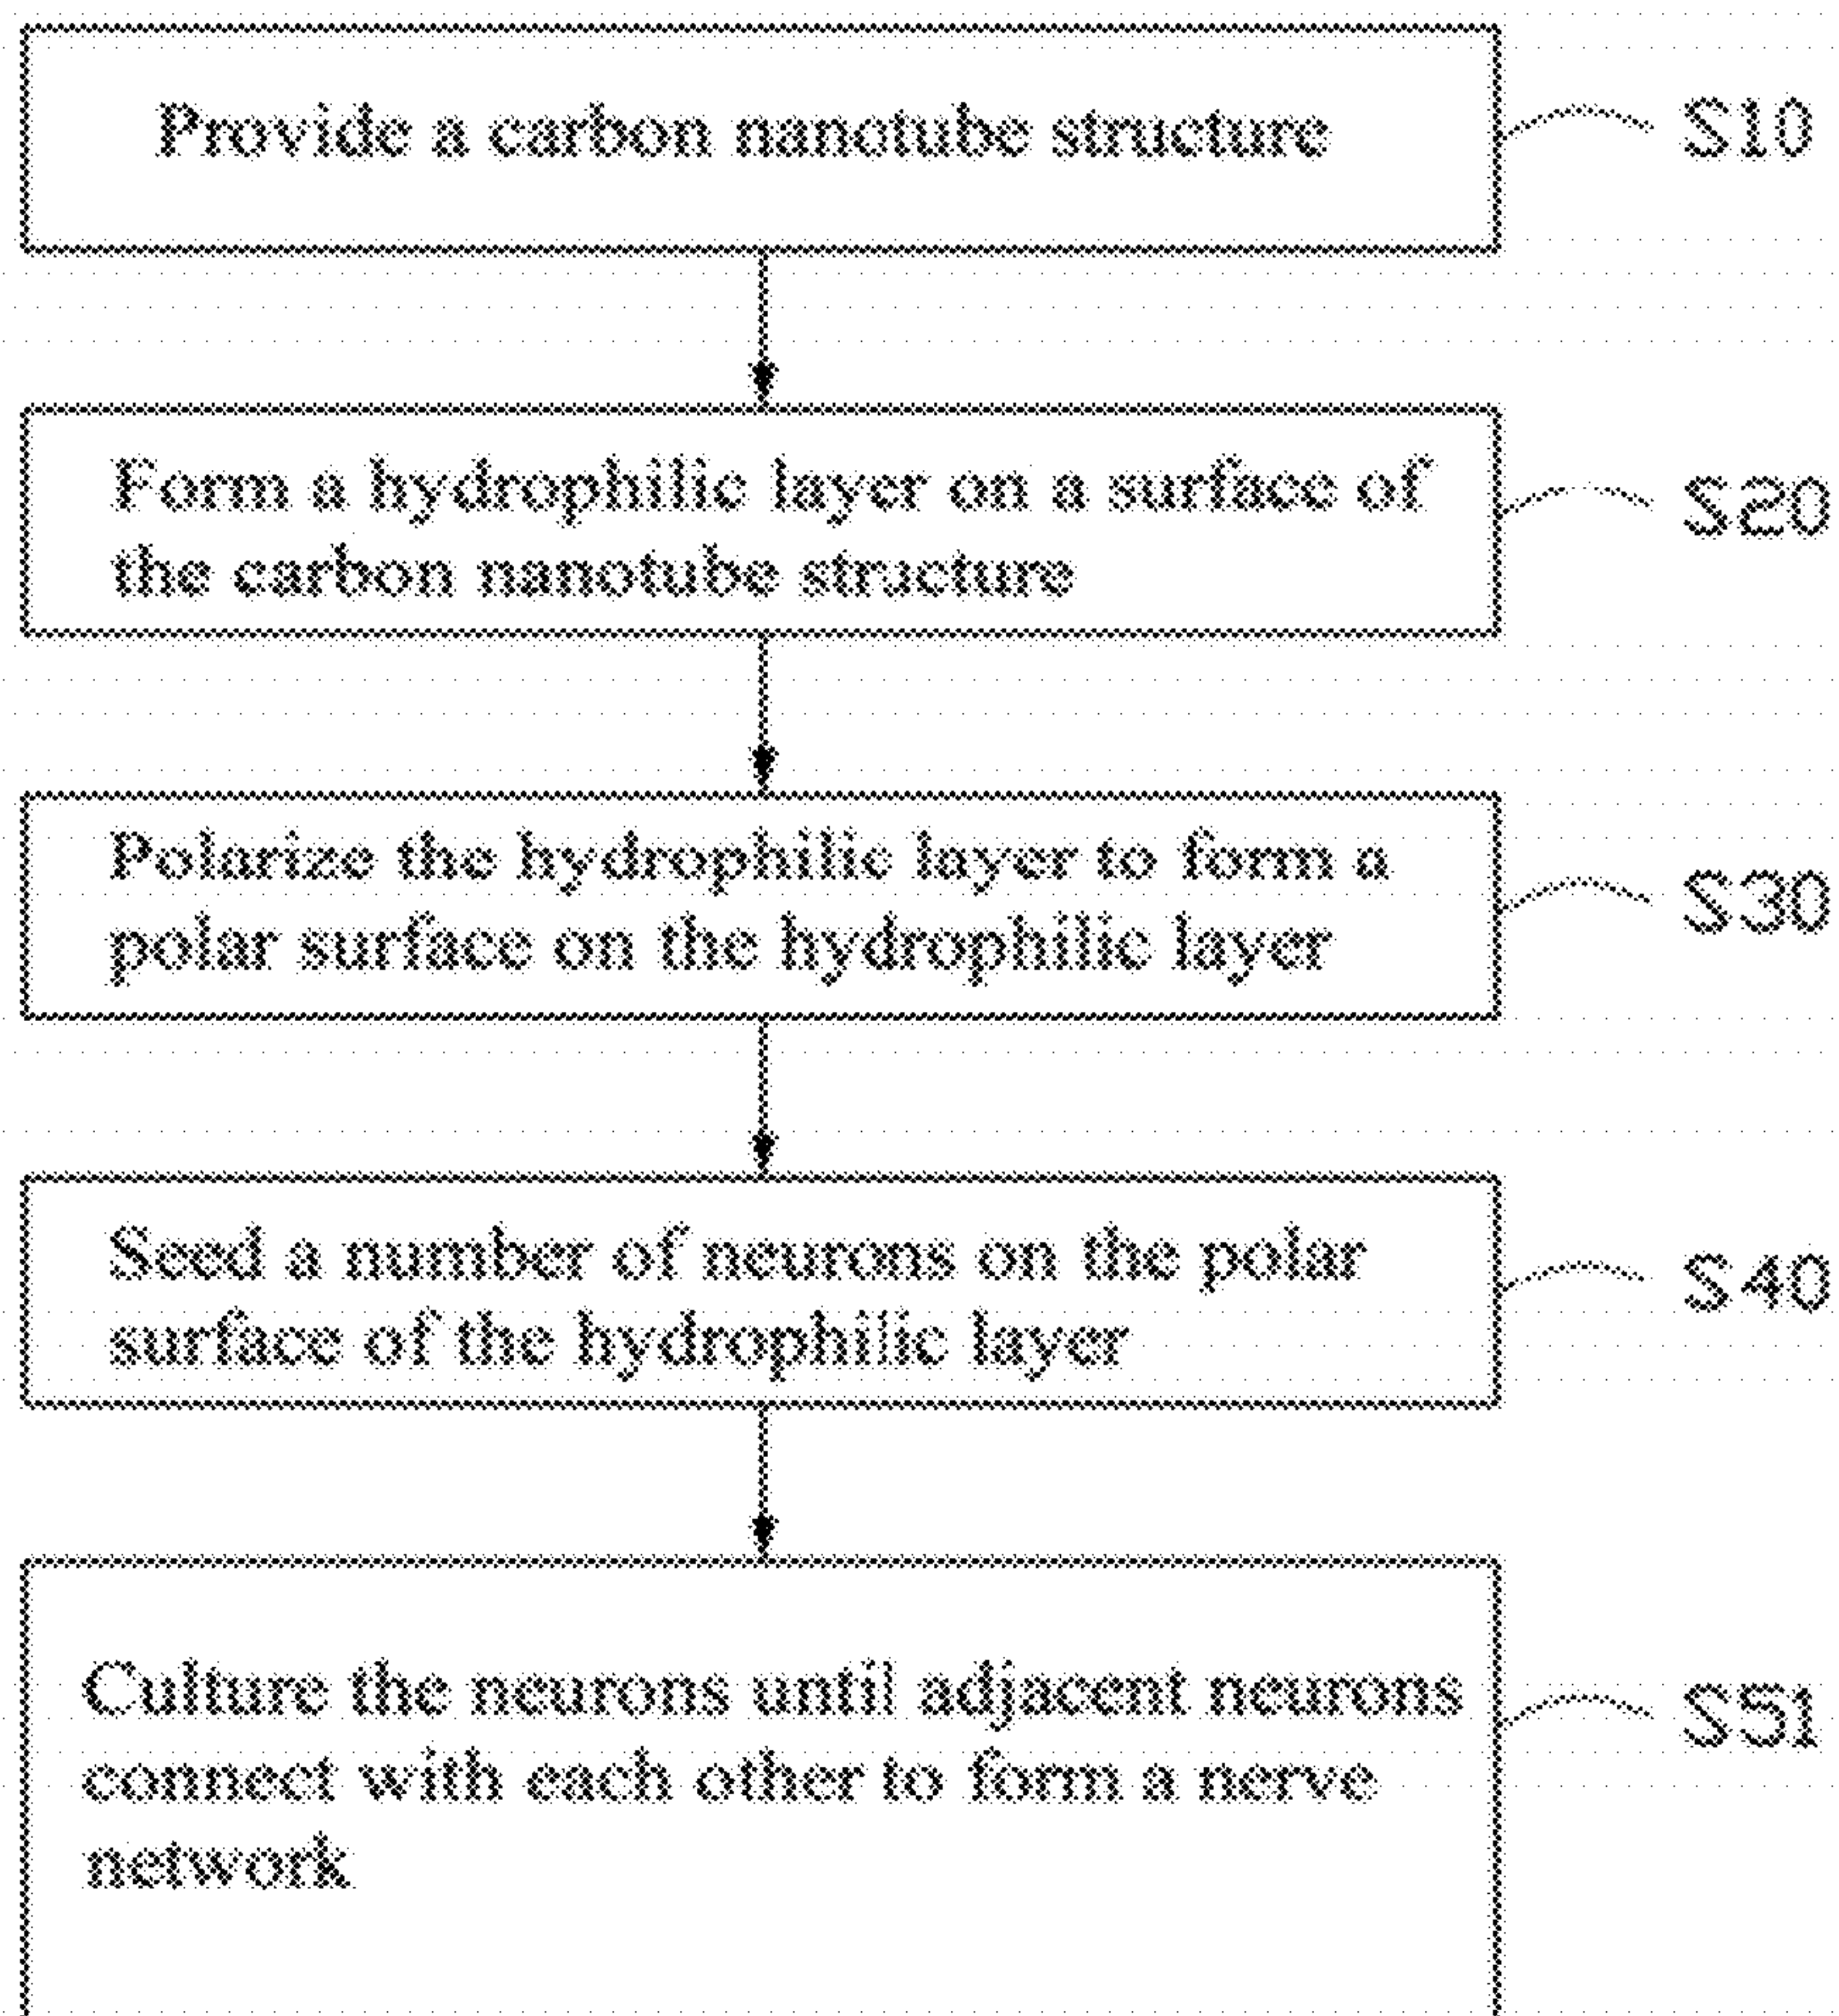 Provide a carbon nanotube structure
S10
Form a hydrophilic layer on a surface of
the carbon nanotube structure
S20
Polarize the hydrophilic layer to form a
polar surface on the hydrophilic layer
S30
Seed a number of neurons on the polar
surface of the hydrophilic layer
S40
Culture the neurons until adjacent neurons
connect with each other to form a nerve
network
S51